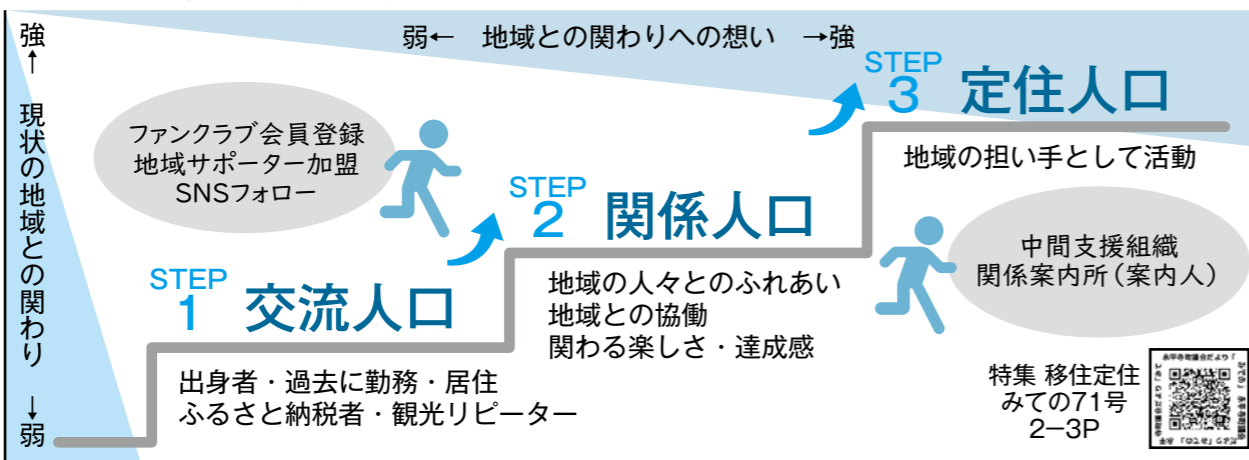 強
↑
現状の地域との関わり
↓
弱
弱← 地域との関わりへの想い →強
STEP
3 定住人口
地域の担い手として活動
ファンクラブ会員登録
地域サポーター加盟
SNSフォロー
STEP
2 関係人口
地域の人々とのふれあい
地域との協働
関わる楽しさ・達成感
中間支援組織
関係案内所(案内人)
STEP
1 交流人口
出身者・過去に勤務・居住
ふるさと納税者・観光リピーター
特集 移住定住
みての71号
2−3P